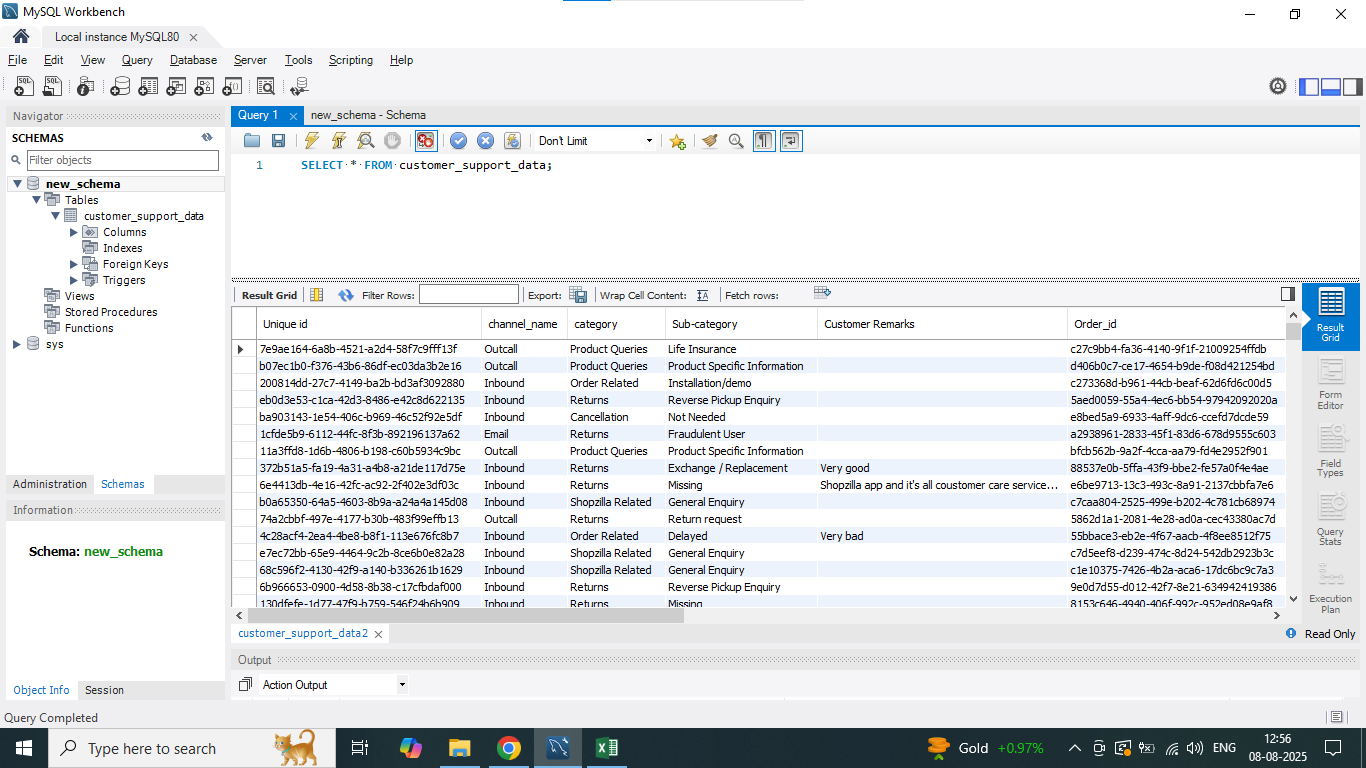 MySQL Workbench
Local instance MySQL80
File Edit View Query Database Server Tools Scripting Help
Navigator
SCHEMAS
Filter objects
new_schema
Tables
customer_support_data
Columns
Indexes
Foreign Keys
Triggers
Views
Stored Procedures
Functions
sys
Administration Schemas
Information
Schema: new_schema
Object Info Session
Query 1 new_schema - Schema
Don't Limit
1 SELECT * FROM customer_support_data;
Result Grid Filter Rows: Export: Wrap Cell Content: Fetch rows:
Unique id channel_name category Sub-category Customer Remarks Order_id
7e9ae164-6a8b-4521-a2d4-58f7c9fff13f Outcall Product Queries Life Insurance c27c9bb4-fa36-4140-9f1f-21009254ffdb
b07ec1b0-f376-43b6-86df-ec03da3b2e16 Outcall Product Queries Product Specific Information d406b0c7-ce17-4654-b9de-f08d421254bd
200814dd-27c7-4149-ba2b-bd3af3092880 Inbound Order Related Installation/demo c273368d-b961-44cb-beaf-62d6fd6c00d5
eb0d3e53-c1ca-42d3-8486-e42c8d622135 Inbound Returns Reverse Pickup Enquiry 5aed0059-55a4-4ec6-bb54-97942092020a
ba903143-1e54-406c-b969-46c52f92e5df Inbound Cancellation Not Needed e8bed5a9-6933-4aff-9dc6-ccefd7dcde59
1cfde5b9-6112-44fc-8f3b-892196137a62 Email Returns Fraudulent User a2938961-2833-45f1-83d6-678d9555c603
11a3ffd8-1d6b-4806-b198-c60b5934c9bc Outcall Product Queries Product Specific Information bfcb562b-9a2f-4cca-aa79-fd4e2952f901
372b51a5-fa19-4a31-a4b8-a21de117d75e Inbound Returns Exchange / Replacement Very good 88537e0b-5ffa-43f9-bbe2-fe57a0f4e4ae
6e4413db-4e16-42fc-ac92-2f402e3df03c Inbound Returns Missing Shopzilla app and it's all coustomer care service... e6be9713-13c3-493c-8a91-2137cbbfa7e6
b0a65350-64a5-4603-8b9a-a24a4a145d08 Inbound Shopzilla Related General Enquiry c7caa804-2525-499e-b202-4c781cb68974
74a2cbbf-497e-4177-b30b-483f99effb13 Outcall Returns Return request 5862d1a1-2081-4e28-ad0a-cec43380ac7d
4c28acf4-2ea4-4be8-b8f1-113e676fc8b7 Inbound Order Related Delayed Very bad 55bbace3-eb2e-4f67-aacb-4f8ee8512f75
e7ec72bb-65e9-4464-9c2b-8ce6b0e82a28 Inbound Shopzilla Related General Enquiry c7d5eef8-d239-474c-8d24-542db2923b3c
68c596f2-4130-42f9-a140-b336261b1629 Inbound Shopzilla Related General Enquiry c1e10375-7426-4b2a-aca6-17dc6bc9c7a3
6b966653-0900-4d58-8b38-c17cfbdaf000 Inbound Returns Reverse Pickup Enquiry 9e0d7d55-d012-42f7-8e21-634942419386
130dfefe-1d77-47f9-b759-546f24b6b909 Inbound Returns Missing 8153c646-4940-406f-992c-952ed08e9af8
Result Grid
Form Editor
Field Types
Query Stats
Execution Plan
customer_support_data2 Read Only
Output
Action Output
Query Completed
Type here to search
Gold +0.97%
ENG
12:56
08-08-2025